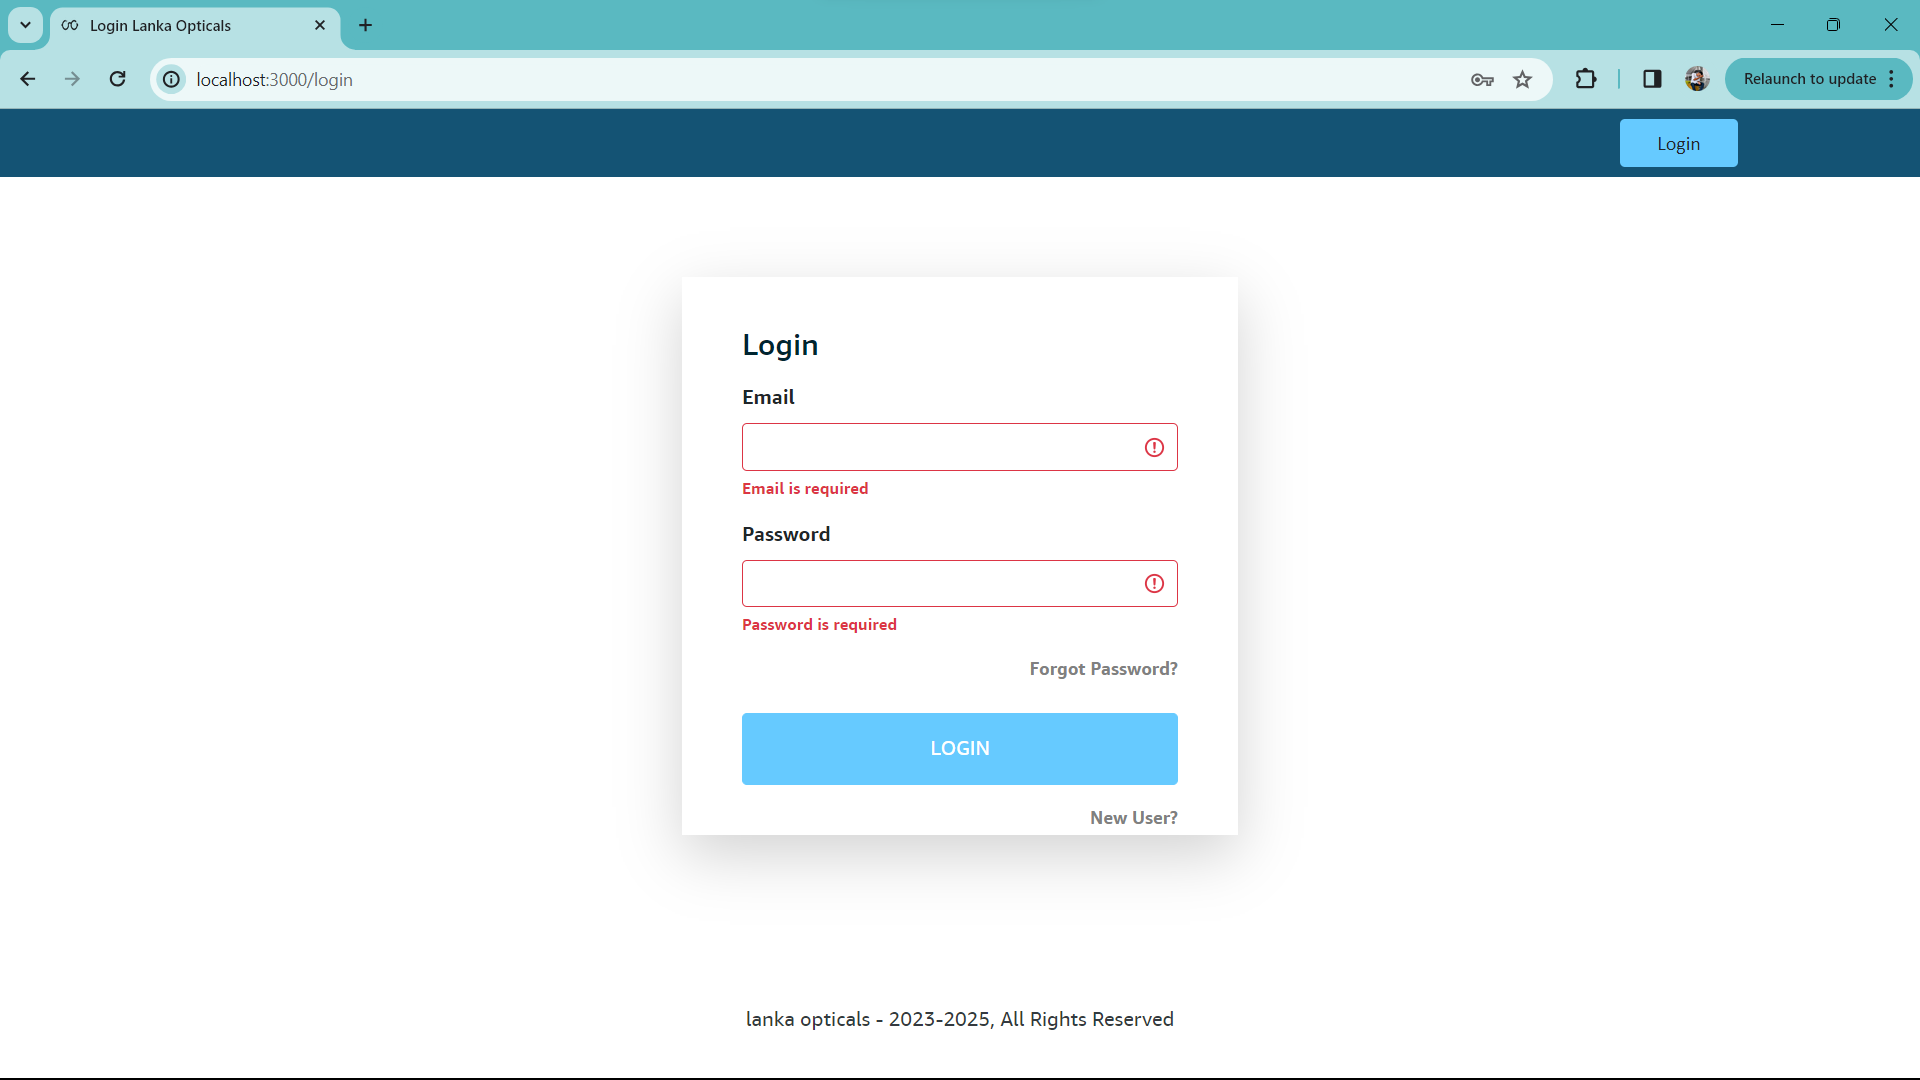 Login Lanka Opticals
localhost:3000/login
Relaunch to update
Login
Login
Email
Email is required
Password
Password is required
Forgot Password?
LOGIN
New User?
lanka opticals - 2023-2025, All Rights Reserved